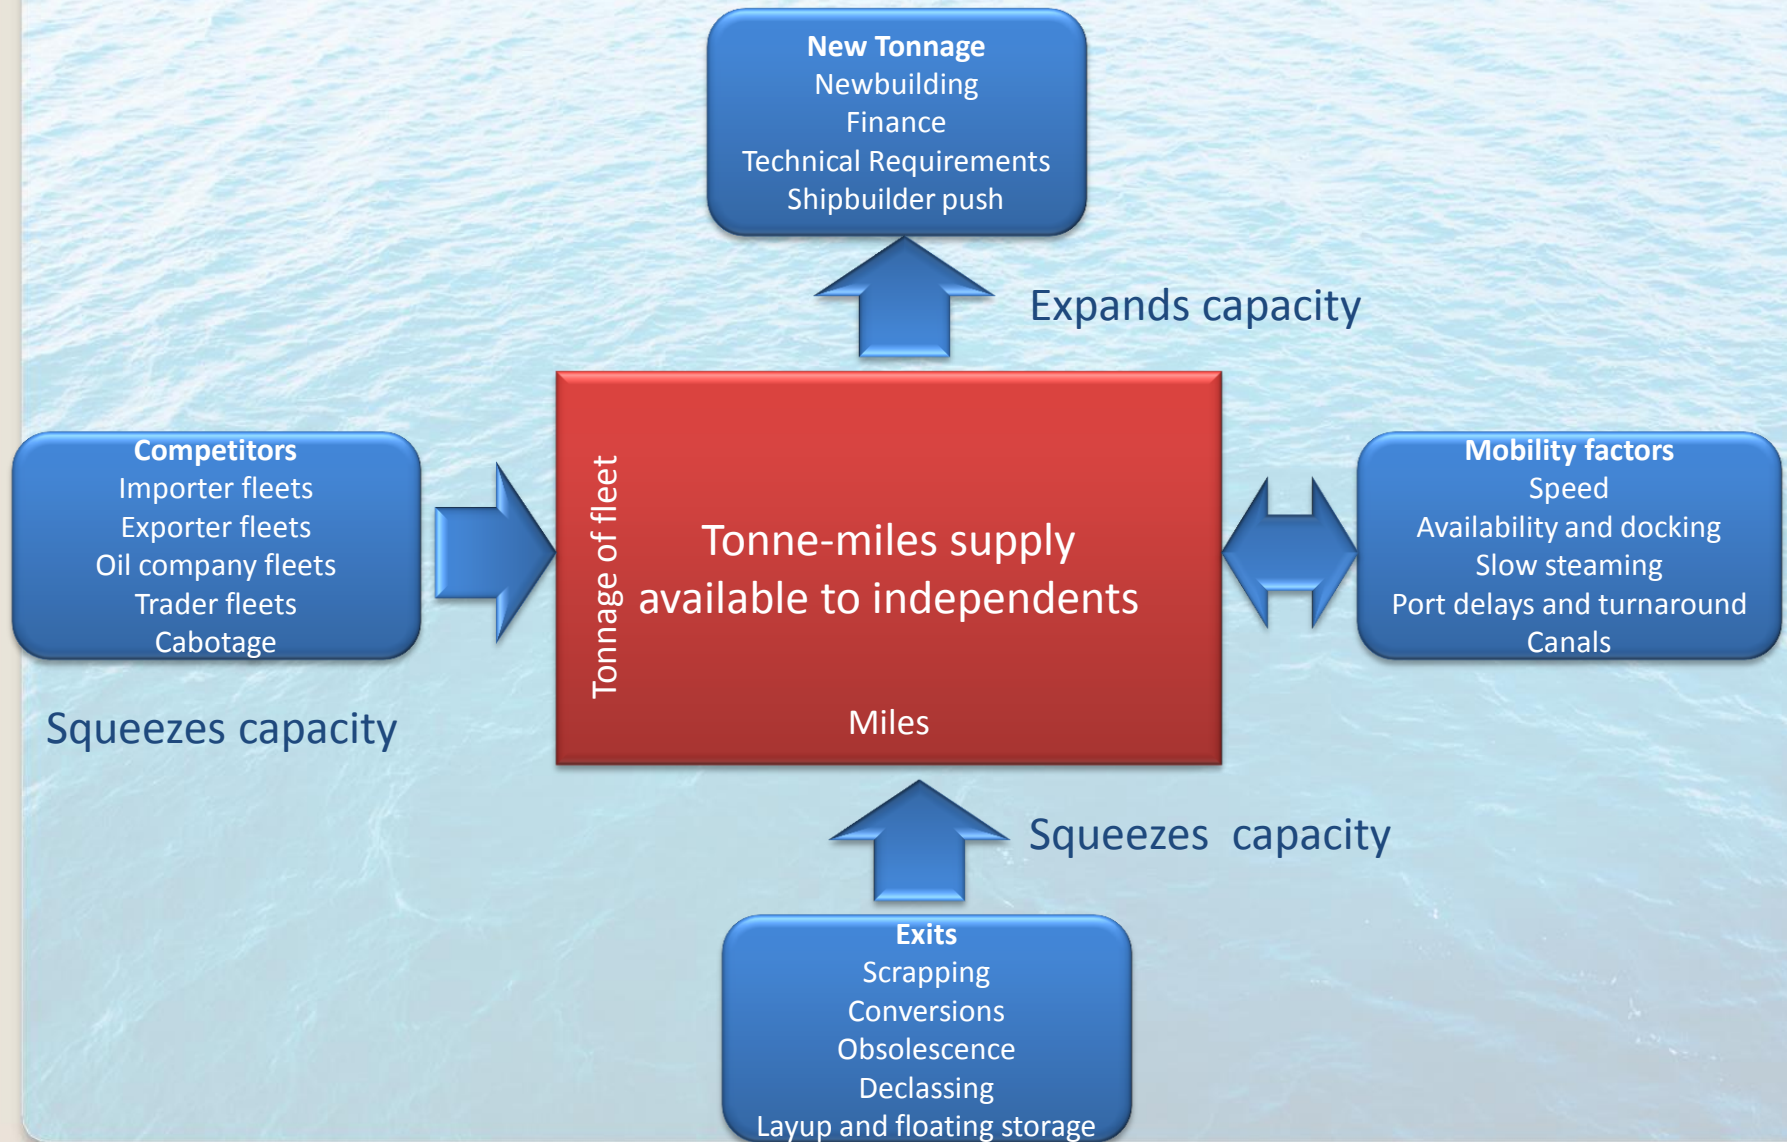 New Tonnage
Newbuilding
Finance
Technical Requirements
Shipbuilder push
Expands capacity
Competitors
Importer fleets
Exporter fleets
Oil company fleets
Trader fleets
Cabotage
Squeezes capacity
Tonnage of fleet
Tonne-miles supply
available to independents
Miles
Mobility factors
Speed
Availability and docking
Slow steaming
Port delays and turnaround
Canals
Squeezes  capacity
Exits
Scrapping
Conversions
Obsolescence
Declassing
Layup and floating storage